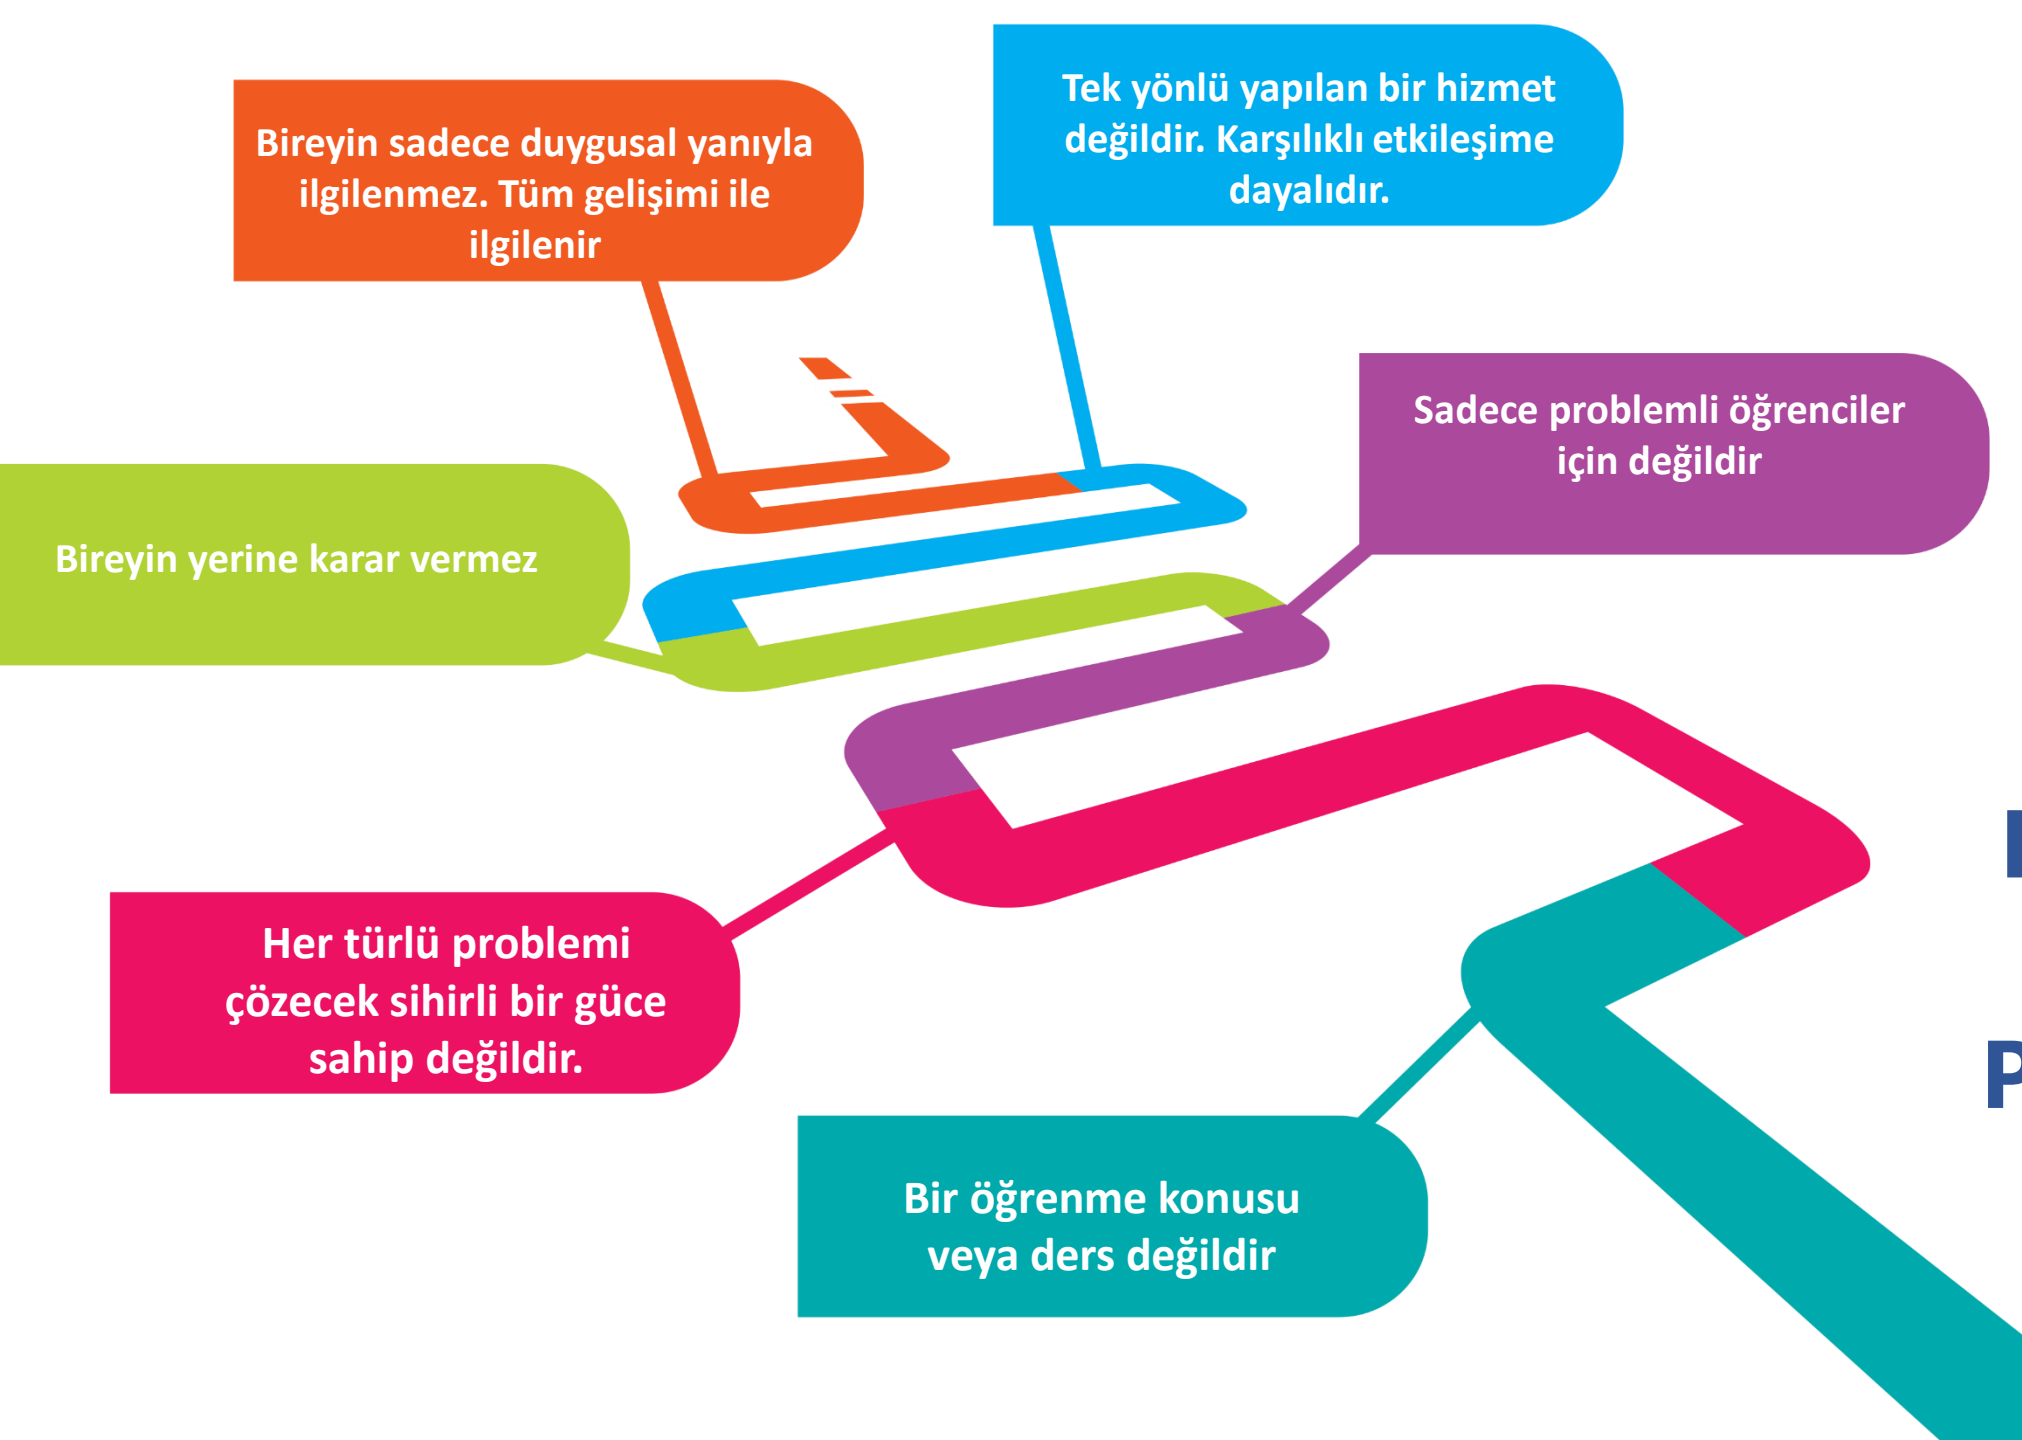 Tek yönlü yapılan bir hizmet
değildir. Karşılıklı etkileşime
dayalıdır.
Bireyin sadece duygusal yanıyla
ilgilenmez. Tüm gelişimi ile
ilgilenir
Sadece problemli öğrenciler
için değildir
Bireyin yerine karar vermez
Her türlü problemi
çözecek sihirli bir güce
sahip değildir.
Bir öğrenme konusu
veya ders değildir